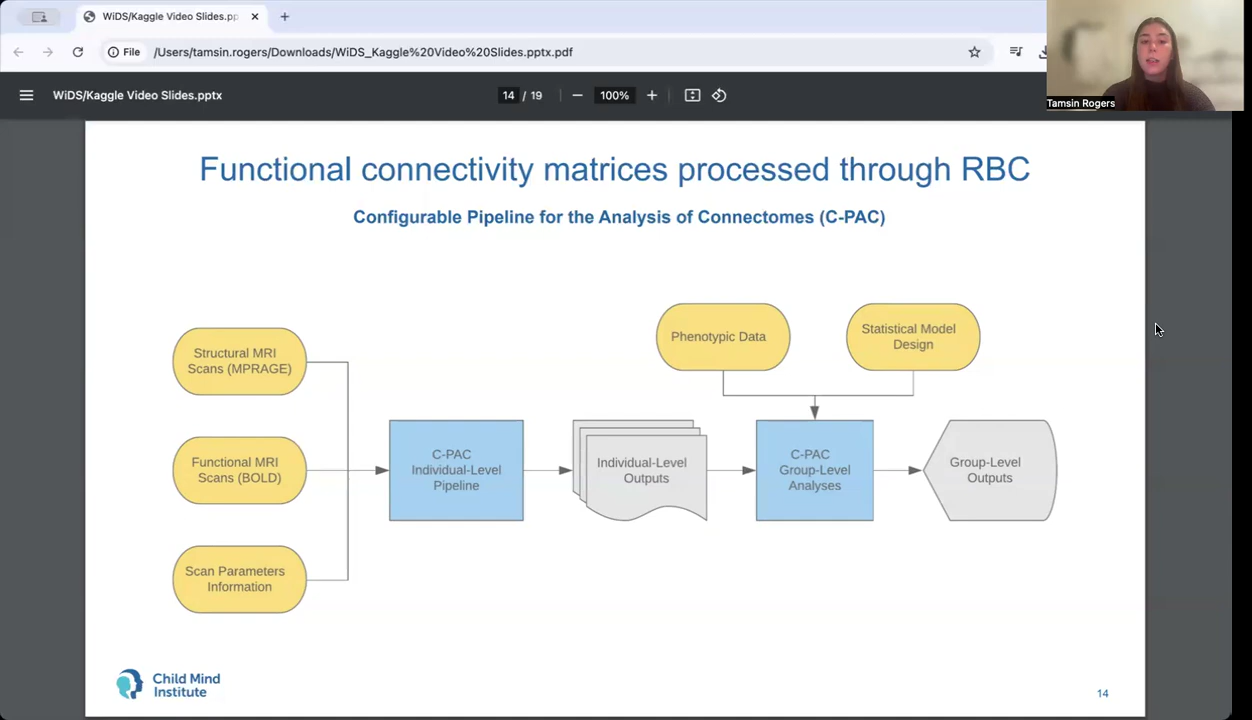 WiDS/Kaggle Video Slides.pp
File
/Users/tamsin.rogers/Downloads/WiDS_Kaggle%20Video%20Slides.pptx.pdf
WiDS/Kaggle Video Slides.pptx
14 / 19
100%
Tamsin Rogers
Functional connectivity matrices processed through RBC
Configurable Pipeline for the Analysis of Connectomes (C-PAC)
Structural MRI
Scans (MPRAGE)
Functional MRI
Scans (BOLD)
Scan Parameters
Information
C-PAC
Individual-Level
Pipeline
Individual-Level
Outputs
Phenotypic Data
Statistical Model
Design
C-PAC
Group-Level
Analyses
Group-Level
Outputs
Child Mind
Institute
14